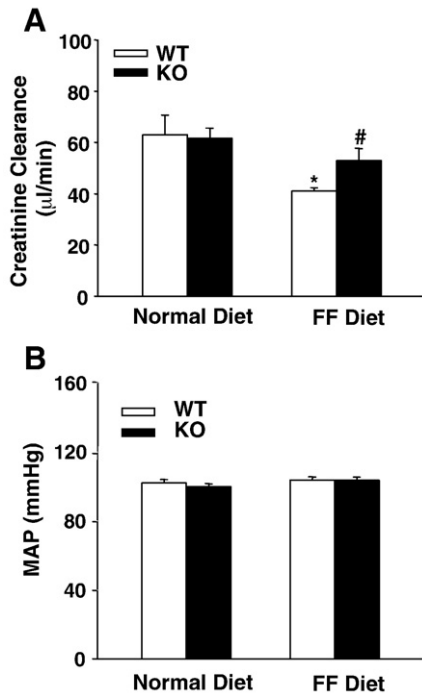 A
100
80
60
40
20
0
Creatinine Clearance
(μl/min)
WT
KO
*
#
Normal Diet FF Diet
B
160
120
80
40
0
MAP (mmHg)
WT
KO
Normal Diet FF Diet